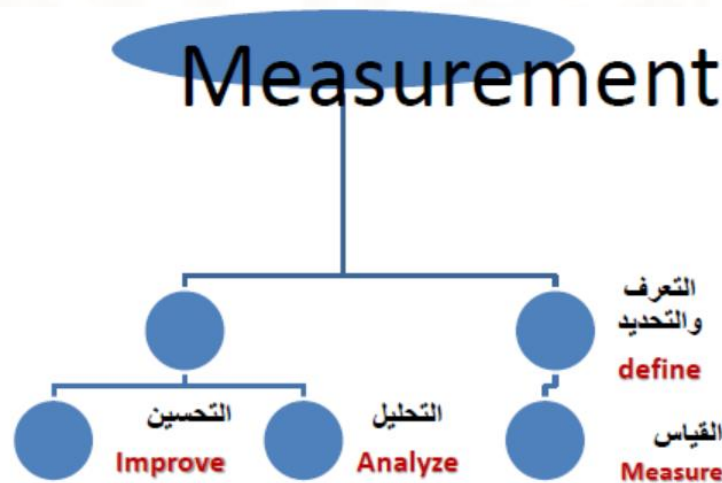 Measurement
التعرف
والتحديد
define
التحسين
Improve
التحليل
Analyze
القياس
Measure